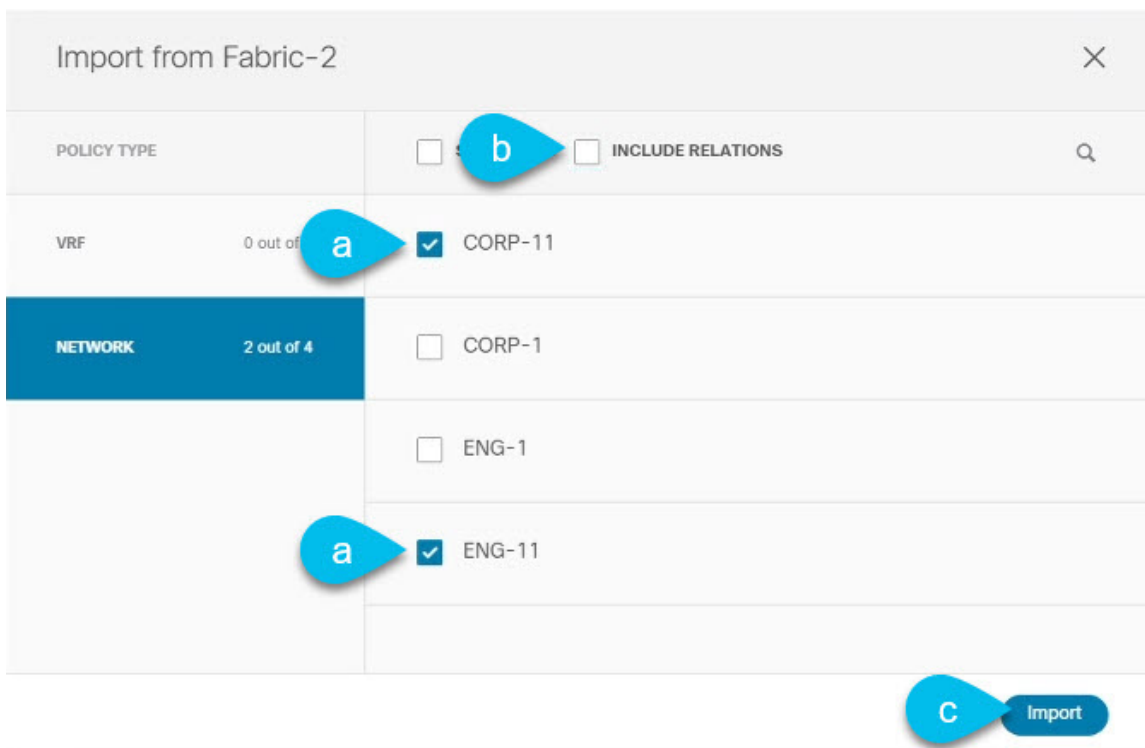 Import from Fabric-2
POLICY TYPE
b
INCLUDE RELATIONS
VRF 0 out of
a
CORP-11
NETWORK 2 out of 4
CORP-1
ENG-1
a
ENG-11
c
Import